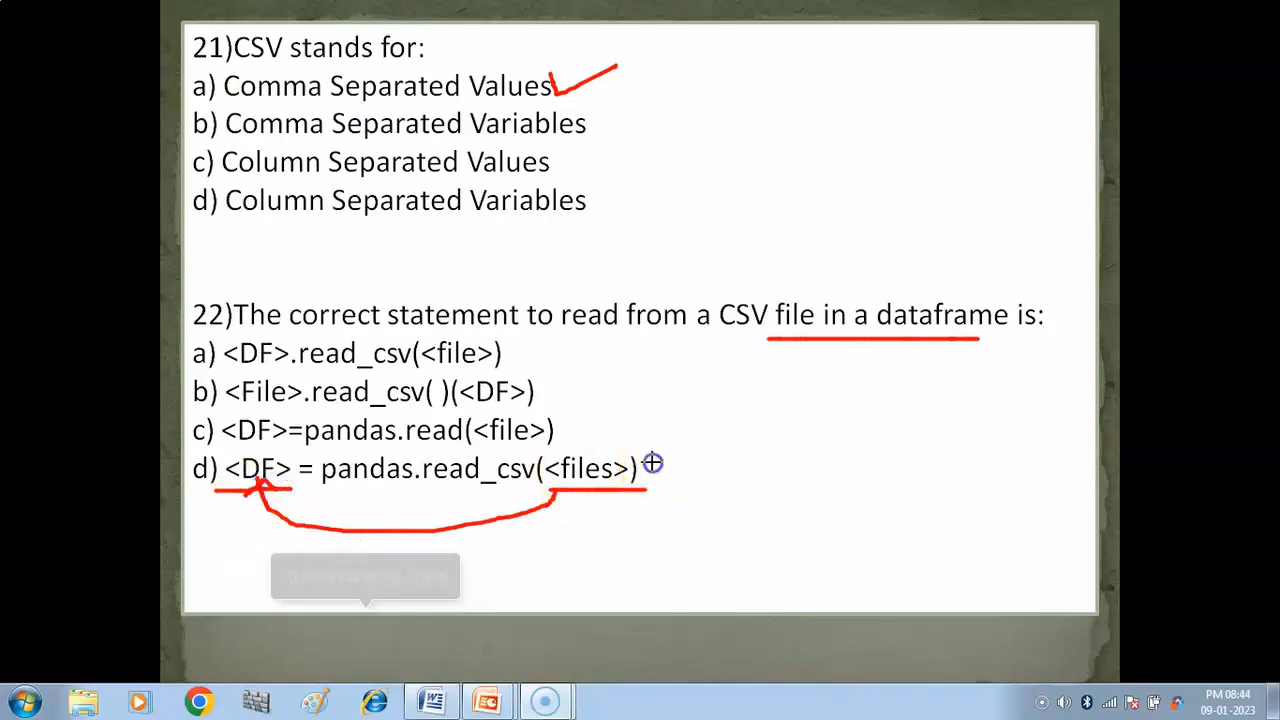 21)CSV stands for:
a) Comma Separated Values
b) Comma Separated Variables
c) Column Separated Values
d) Column Separated Variables
22)The correct statement to read from a CSV file in a dataframe is:
a) <DF>.read_csv(<file>)
b) <File>.read_csv( )(<DF>)
c) <DF>=pandas.read(<file>)
d) <DF> = pandas.read_csv(<files>)
PM 08:44
09-01-2023